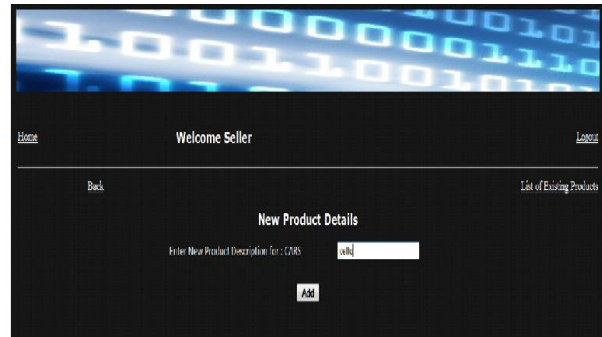 Home Welcome Seller Logout
Back List of Existing Products
New Product Details
Enter New Product Description for : CARS
Add